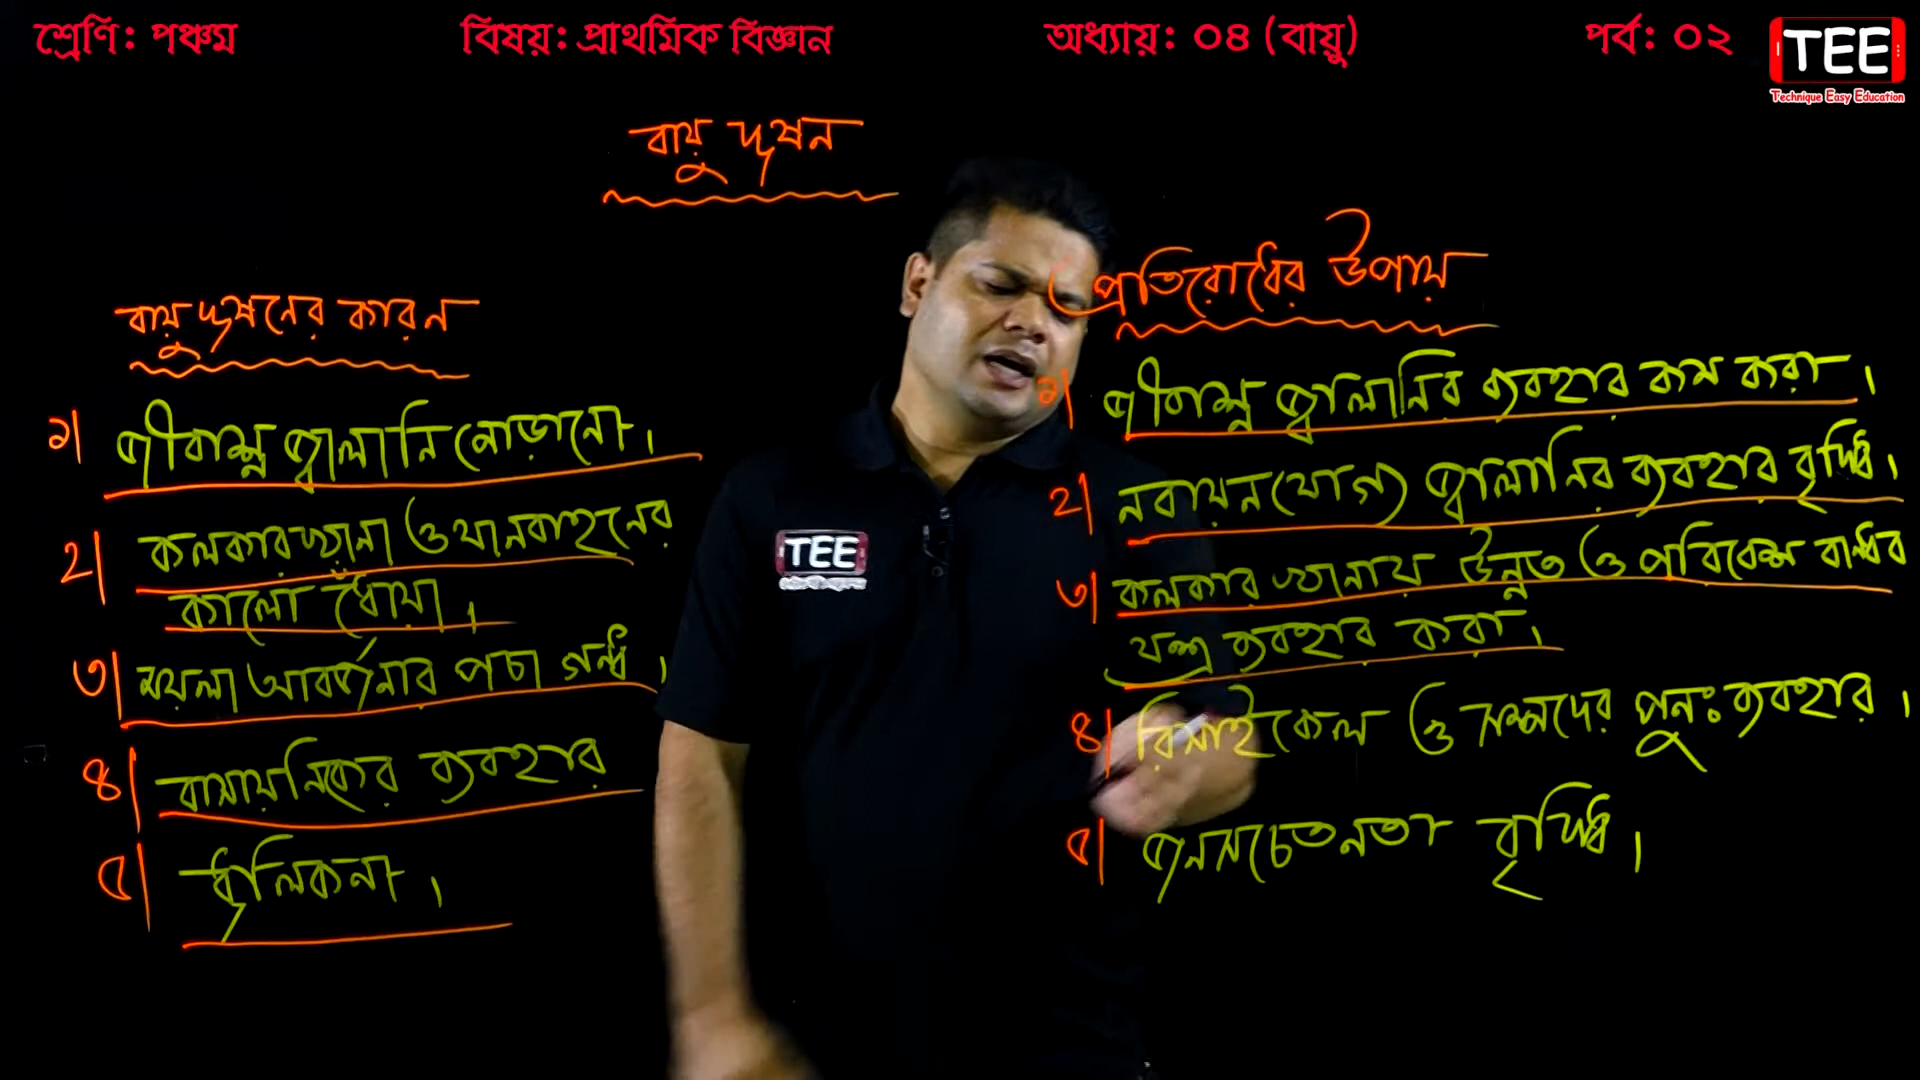 শ্রেণি: পঞ্চম
বিষয়: প্রাথমিক বিজ্ঞান
অধ্যায়: ০৪ (বায়ু)
পর্ব: ০২
TEE
Technique Easy Education
বায়ু দূষন
বায়ু দূষনের কারন
১। জীবাশ্ম জ্বালানি পোড়ানো।
২। কলকারখানা ও যানবাহনের
কালো ধোঁয়া।
৩। ময়লা আবর্জনার পচা গন্ধ।
৪। রাসায়নিকের ব্যবহার
৫। ধূলিকনা।
TEE
প্রতিরোধের উপায়
১। জীবাশ্ম জ্বালানির ব্যবহার কম করা।
২। নবায়নযোগ্য জ্বালানির ব্যবহার বৃদ্ধি।
৩। কলকারখানায় উন্নত ও পরিবেশ বান্ধব
যন্ত্র ব্যবহার করা।
৪। রিসাইকেল ও সম্পদের পুনঃব্যবহার।
৫। জনসচেতনতা বৃদ্ধি।